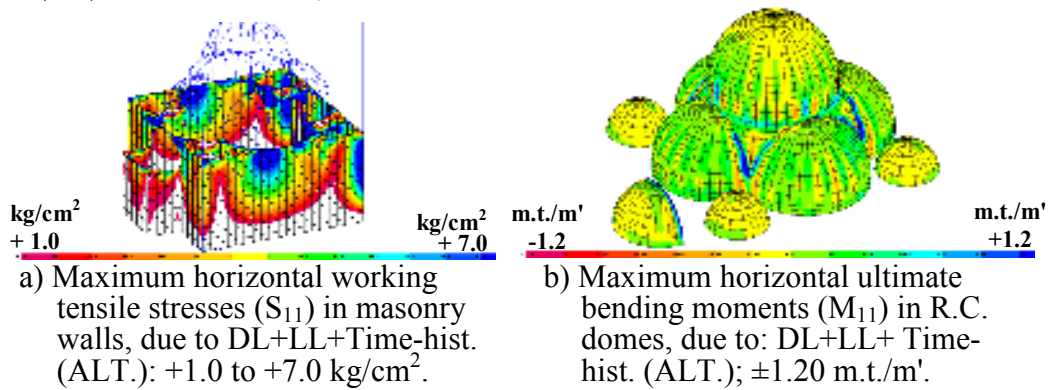 kg/cm²
+ 1.0
kg/cm²
+ 7.0
a) Maximum horizontal working
tensile stresses (S₁₁) in masonry
walls, due to DL+LL+Time-hist.
(ALT.): +1.0 to +7.0 kg/cm².
m.t./m'
-1.2
m.t./m'
+1.2
b) Maximum horizontal ultimate
bending moments (M₁₁) in R.C.
domes, due to: DL+LL+ Time-
hist. (ALT.); ±1.20 m.t./m'.